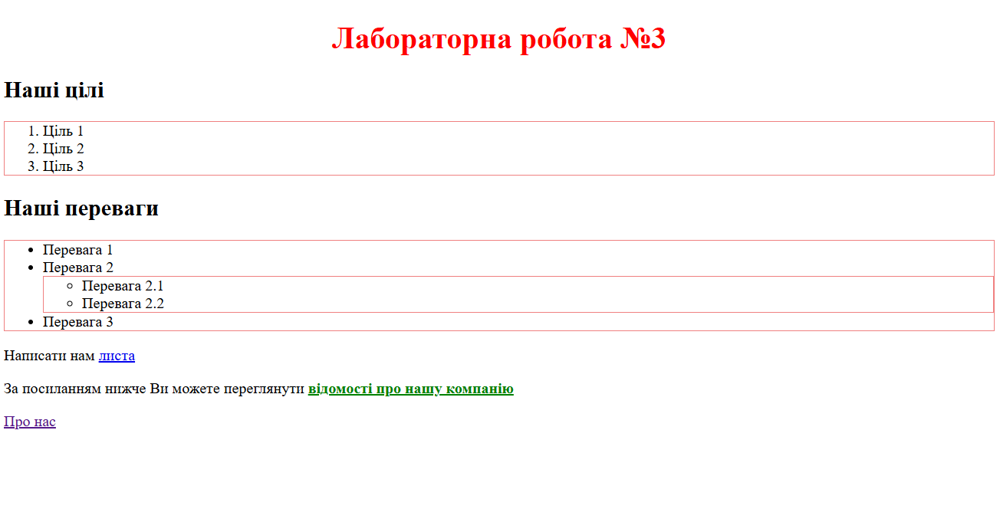 Лабораторна робота №3
Наші цілі
1. Ціль 1
2. Ціль 2
3. Ціль 3
Наші переваги
• Перевага 1
• Перевага 2
◦ Перевага 2.1
◦ Перевага 2.2
• Перевага 3
Написати нам листа
За посиланням нижче Ви можете переглянути відомості про нашу компанію
Про нас